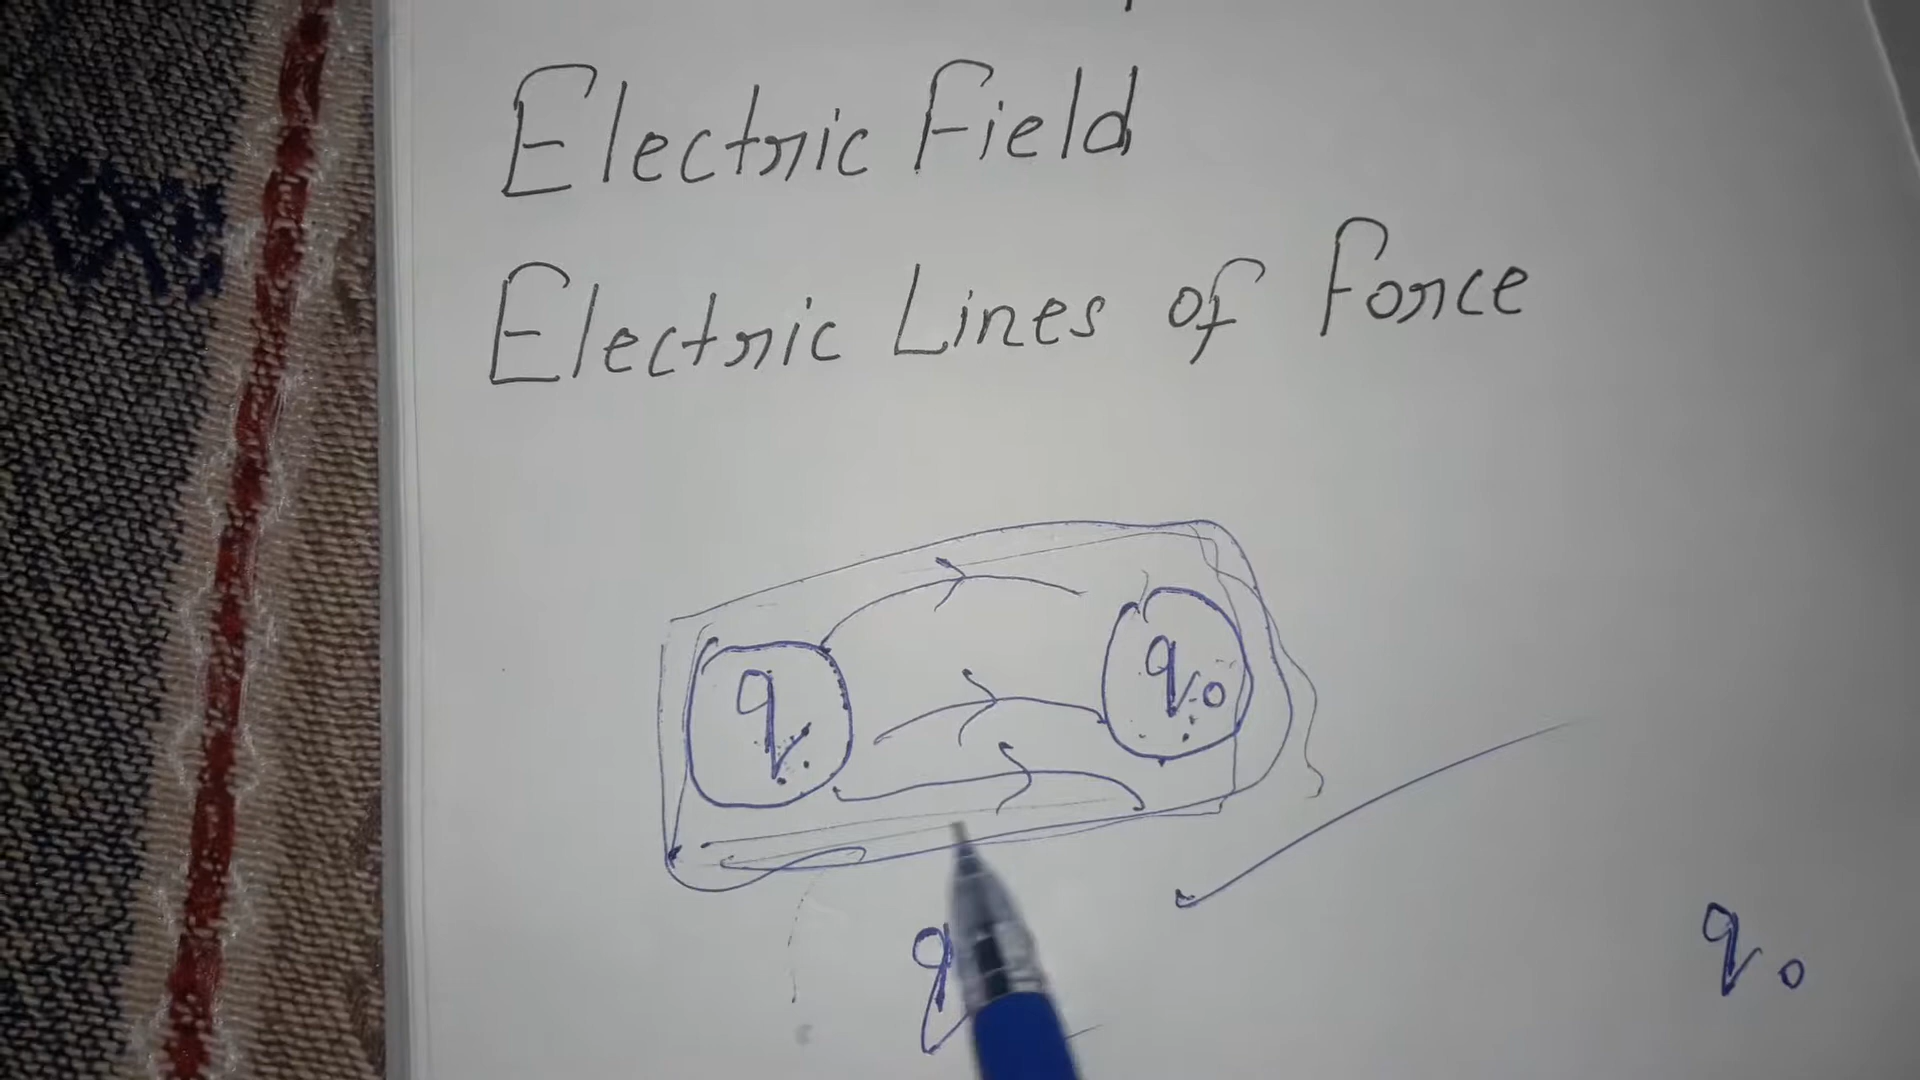 Electric Field
Electric Lines of Force
q
q₀
q
q₀